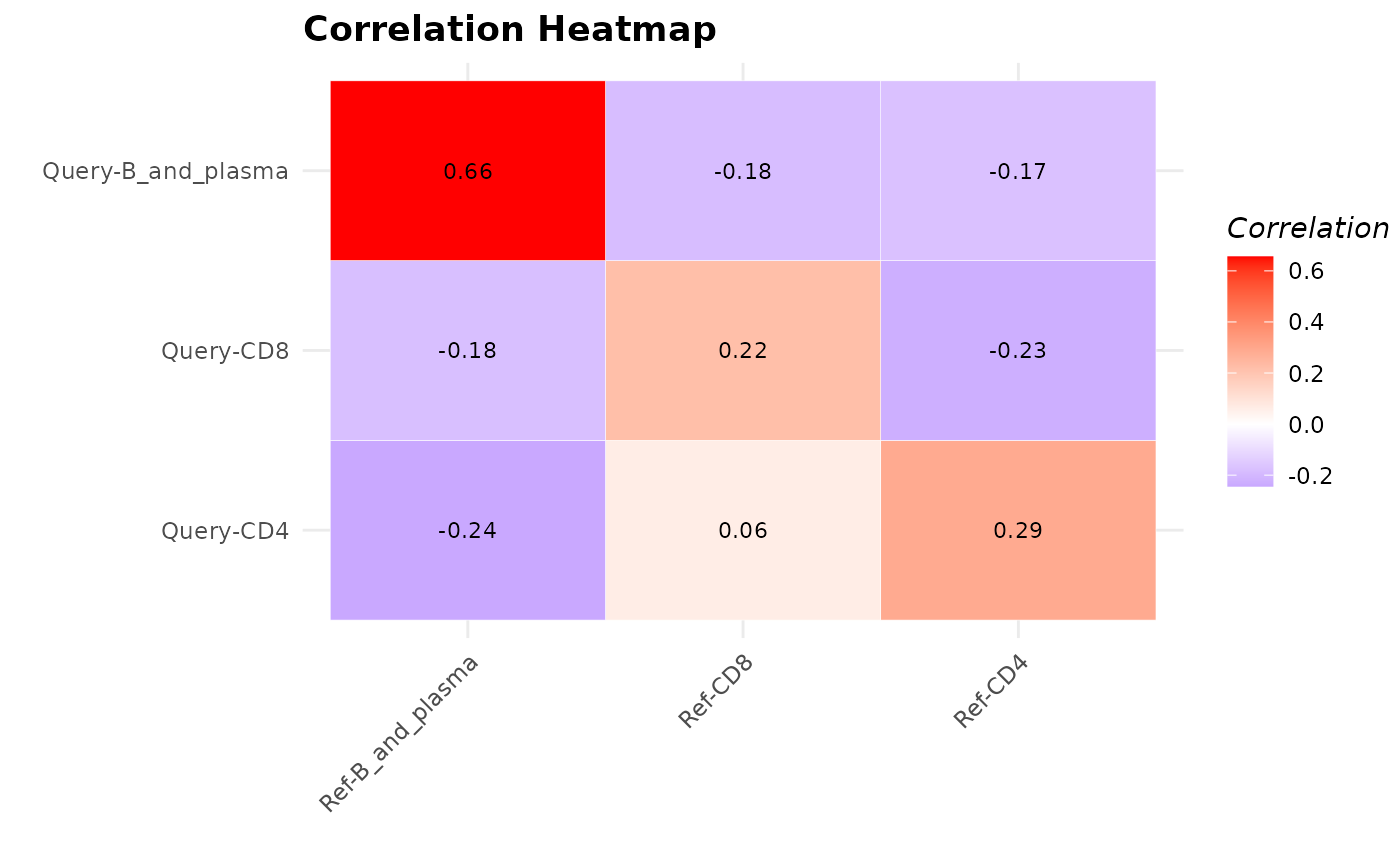 Correlation Heatmap
Query-B_and_plasma
0.66
-0.18
-0.17
Query-CD8
-0.18
0.22
-0.23
Query-CD4
-0.24
0.06
0.29
Ref-B_and_plasma
Ref-CD8
Ref-CD4
Correlation
0.6
0.4
0.2
0.0
-0.2